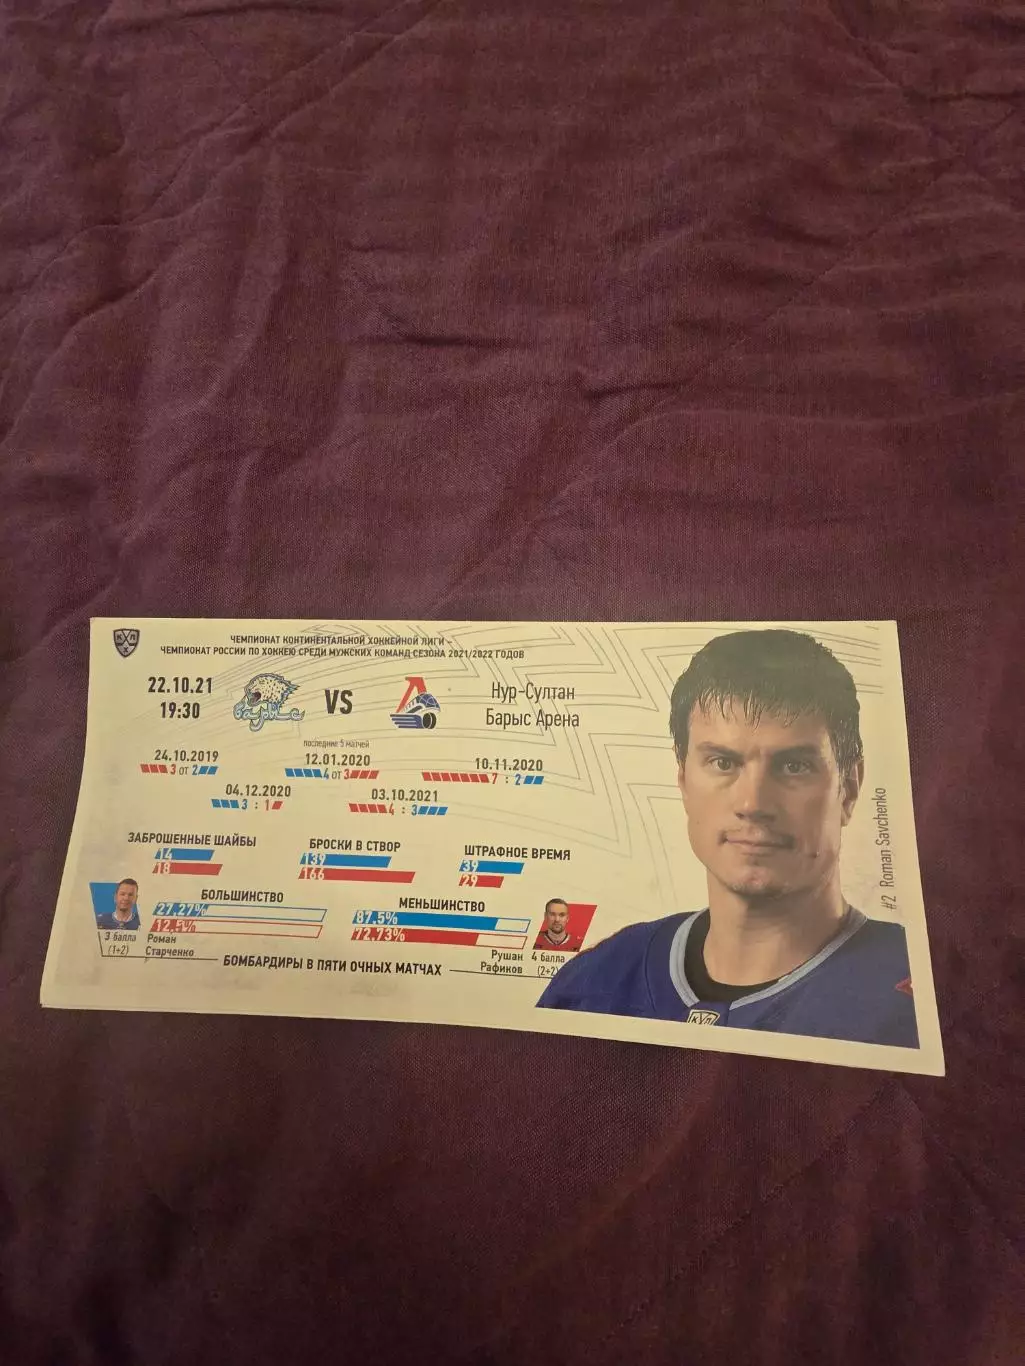 КХЛ
ЧЕМПИОНАТ КОНТИНЕНТАЛЬНОЙ ХОККЕЙНОЙ ЛИГИ –
ЧЕМПИОНАТ РОССИИ ПО ХОККЕЮ СРЕДИ МУЖСКИХ КОМАНД СЕЗОНА 2021/2022 ГОДОВ
22.10.21
19:30
барыс
VS
Нур-Султан
Барыс Арена
последние 5 матчей
24.10.2019
3 от 2
12.01.2020
4 от 3
10.11.2020
7 : 2
04.12.2020
3 : 1
03.10.2021
4 : 3
ЗАБРОШЕННЫЕ ШАЙБЫ
14
18
БРОСКИ В СТВОР
139
166
ШТРАФНОЕ ВРЕМЯ
39
29
БОЛЬШИНСТВО
27,27%
12,5%
МЕНЬШИНСТВО
87,5%
72,73%
3 балла
(1+2)
Роман
Старченко
БОМБАРДИРЫ В ПЯТИ ОЧНЫХ МАТЧАХ
Рушан
Рафиков
4 балла
(2+2)
#2 Roman Savchenko
КХЛ